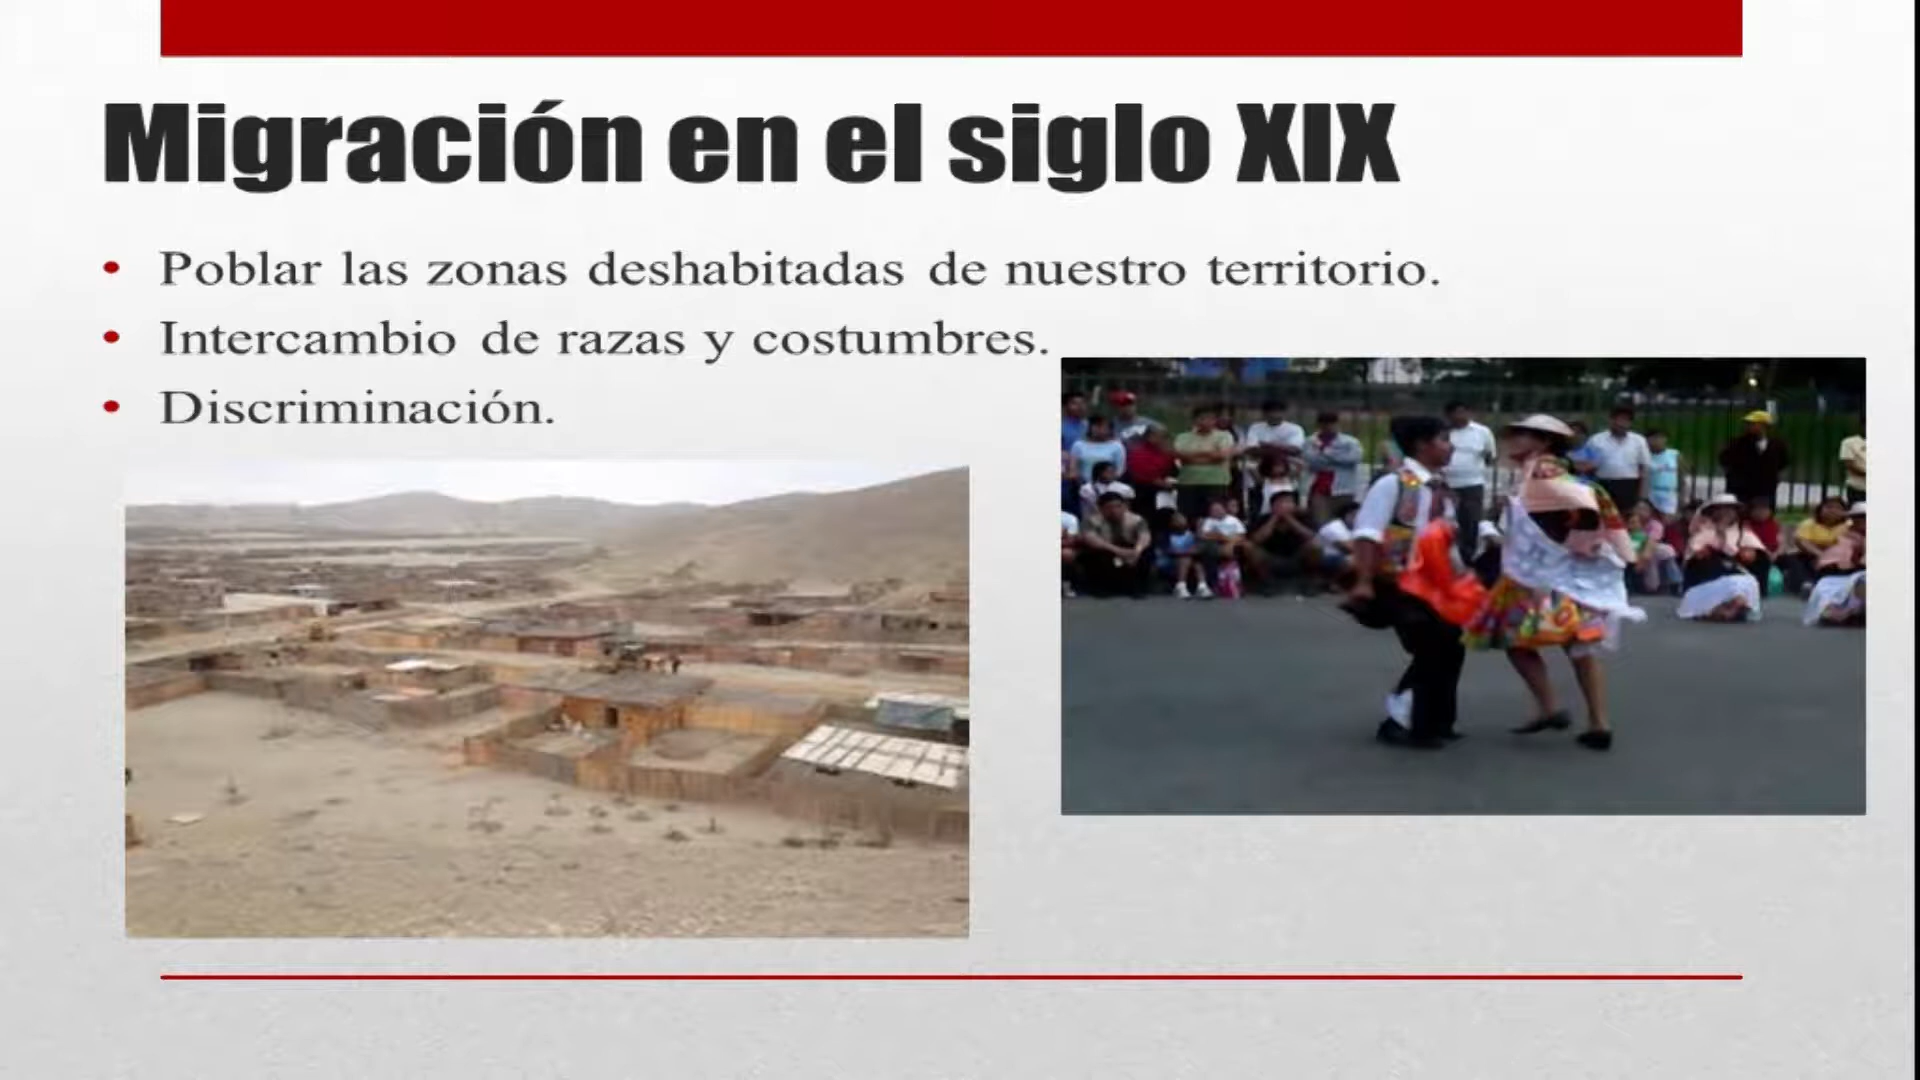 Migración en el siglo XIX
• Poblar las zonas deshabitadas de nuestro territorio.
• Intercambio de razas y costumbres.
• Discriminación.